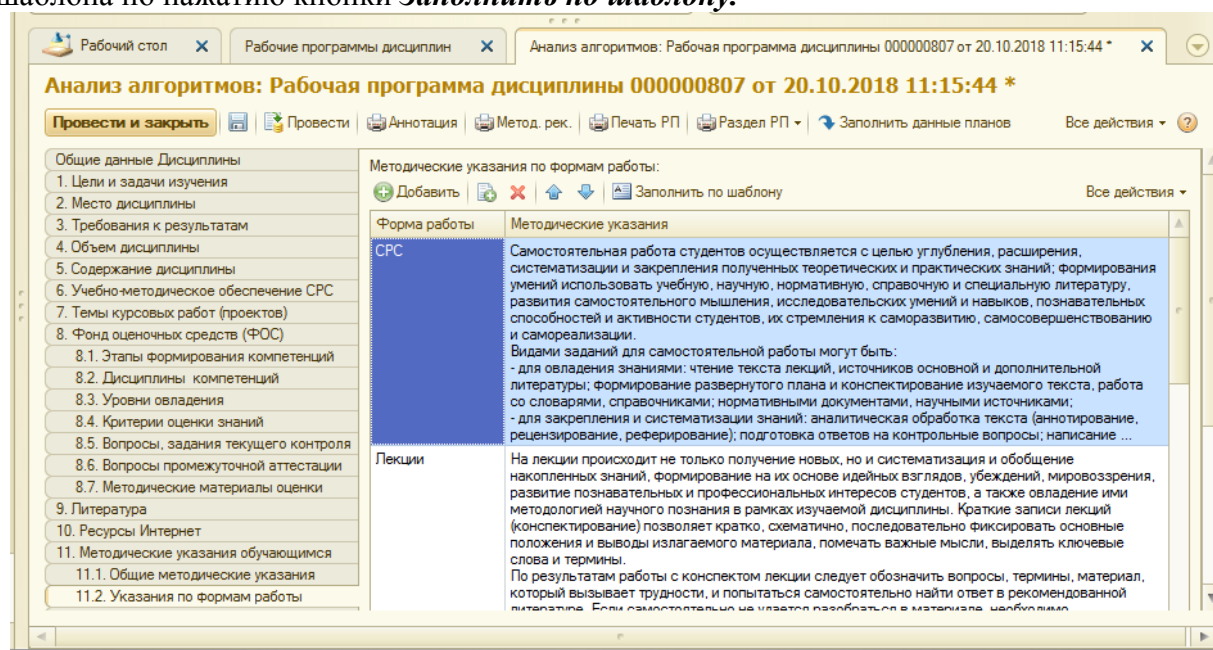 шаблона по нажатию кнопки Заполнить по шаблону.
Рабочий стол
Рабочие программы дисциплин
Анализ алгоритмов: Рабочая программа дисциплины 000000807 от 20.10.2018 11:15:44 *
Анализ алгоритмов: Рабочая программа дисциплины 000000807 от 20.10.2018 11:15:44 *
Провести и закрыть Провести Аннотация Метод. рек. Печать РП Раздел РП Заполнить данные планов Все действия ?
Общие данные Дисциплины
1. Цели и задачи изучения
2. Место дисциплины
3. Требования к результатам
4. Объем дисциплины
5. Содержание дисциплины
6. Учебно-методическое обеспечение СРС
7. Темы курсовых работ (проектов)
8. Фонд оценочных средств (ФОС)
8.1. Этапы формирования компетенций
8.2. Дисциплины компетенций
8.3. Уровни овладения
8.4. Критерии оценки знаний
8.5. Вопросы, задания текущего контроля
8.6. Вопросы промежуточной аттестации
8.7. Методические материалы оценки
9. Литература
10. Ресурсы Интернет
11. Методические указания обучающимся
11.1. Общие методические указания
11.2. Указания по формам работы
Методические указания по формам работы:
Добавить Заполнить по шаблону Все действия
Форма работы Методические указания
СРС
Самостоятельная работа студентов осуществляется с целью углубления, расширения,
систематизации и закрепления полученных теоретических и практических знаний; формирования
умений использовать учебную, научную, нормативную, справочную и специальную литературу,
развития самостоятельного мышления, исследовательских умений и навыков, познавательных
способностей и активности студентов, их стремления к саморазвитию, самосовершенствованию
и самореализации.
Видами заданий для самостоятельной работы могут быть:
- для овладения знаниями: чтение текста лекций, источников основной и дополнительной
литературы; формирование развернутого плана и конспектирование изучаемого текста, работа
со словарями, справочниками; нормативными документами, научными источниками;
- для закрепления и систематизации знаний: аналитическая обработка текста (аннотирование,
рецензирование, реферирование); подготовка ответов на контрольные вопросы; написание ...
Лекции
На лекции происходит не только получение новых, но и систематизация и обобщение
накопленных знаний, формирование на их основе идейных взглядов, убеждений, мировоззрения,
развитие познавательных и профессиональных интересов студентов, а также овладение ими
методологией научного познания в рамках изучаемой дисциплины. Краткие записи лекций
(конспектирование) позволяет кратко, схематично, последовательно фиксировать основные
положения и выводы излагаемого материала, помечать важные мысли, выделять ключевые
слова и термины.
По результатам работы с конспектом лекции следует обозначить вопросы, термины, материал,
который вызывает трудности, и попытаться самостоятельно найти ответ в рекомендованной
литературе. Если самостоятельно не удается разобраться в материале, необходимо